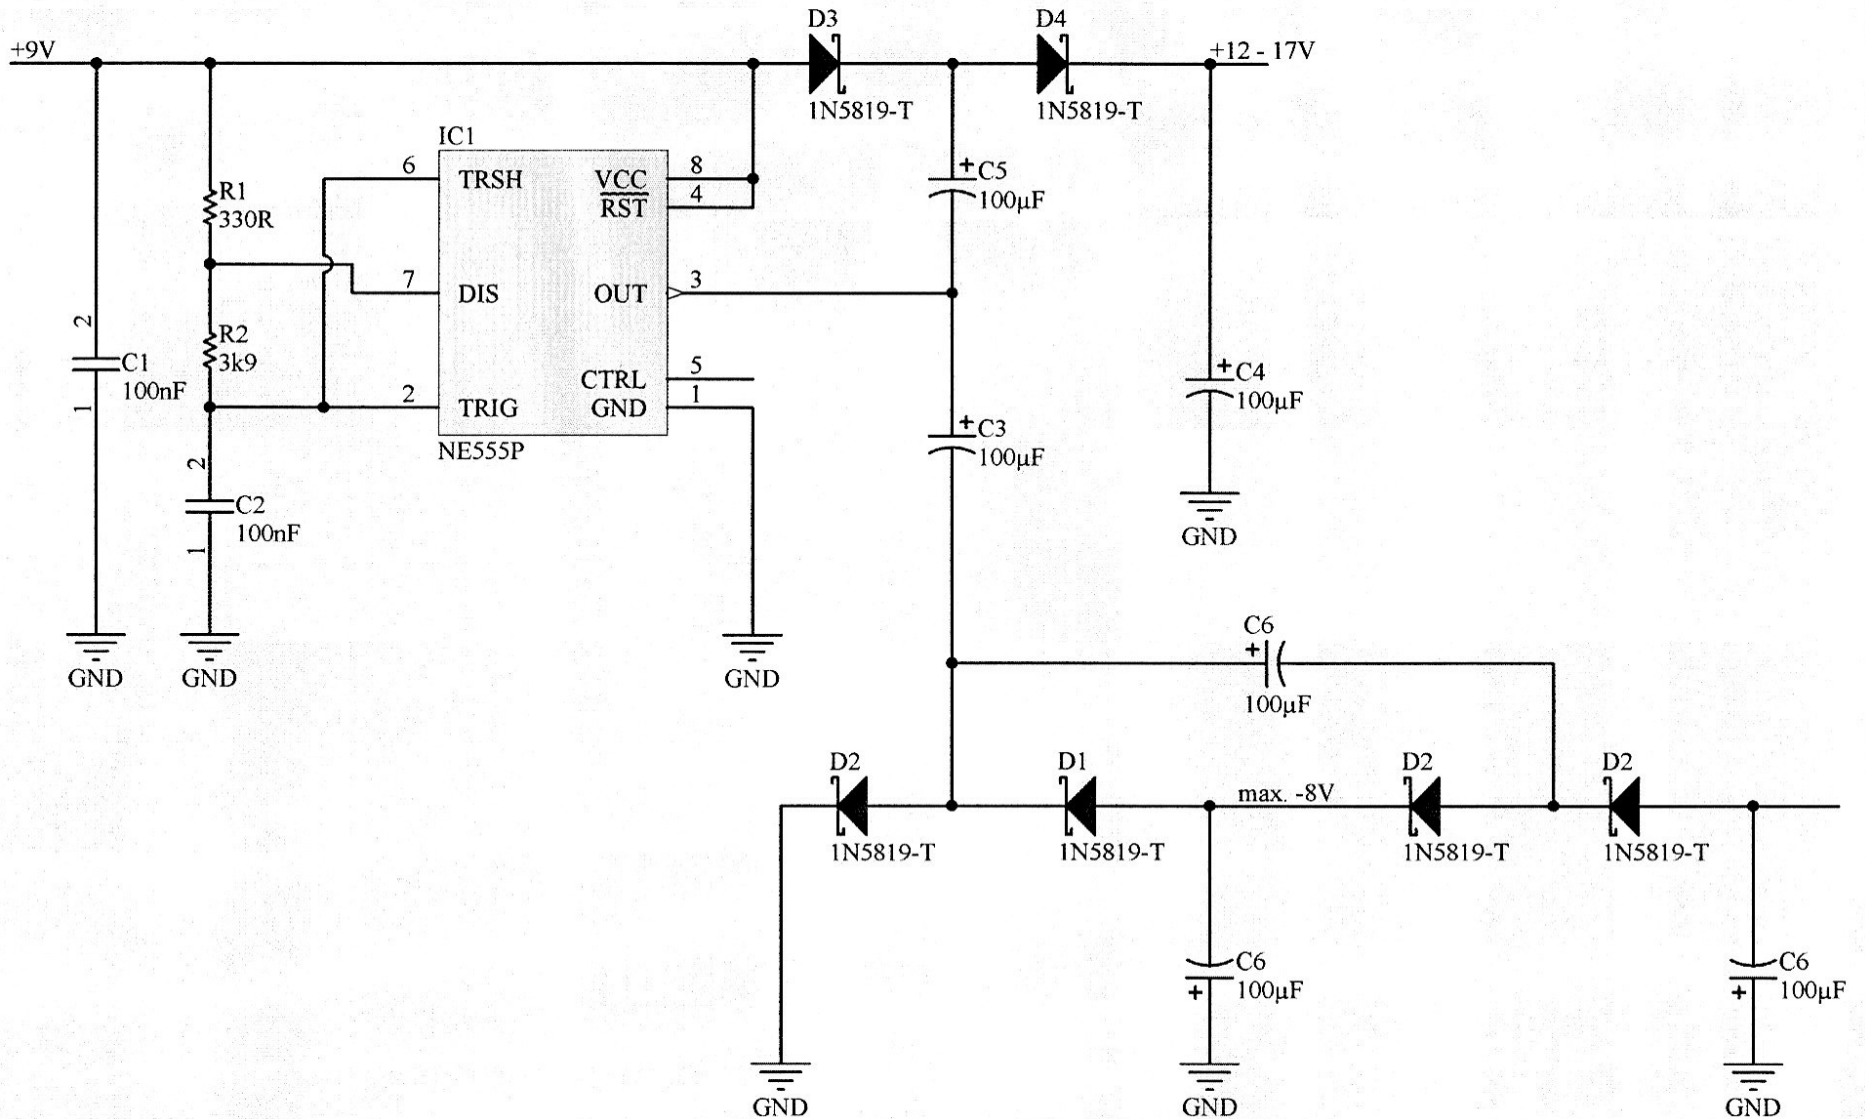 D3
D4
+9V
+12 - 17V
1N5819-T
1N5819-T
IC1
6
TRSH
VCC
8
RST
4
+
C5
100µF
R1
330R
7
DIS
OUT
3
2
R2
3k9
C1
100nF
1
CTRL
5
2
TRIG
GND
1
NE555P
+
C4
100µF
+
C3
100µF
2
C2
100nF
1
GND
GND
GND
GND
C6
+
100µF
D2
D1
max. -8V
D2
D2
1N5819-T
1N5819-T
1N5819-T
1N5819-T
C6
100µF
+
C6
100µF
+
GND
GND
GND